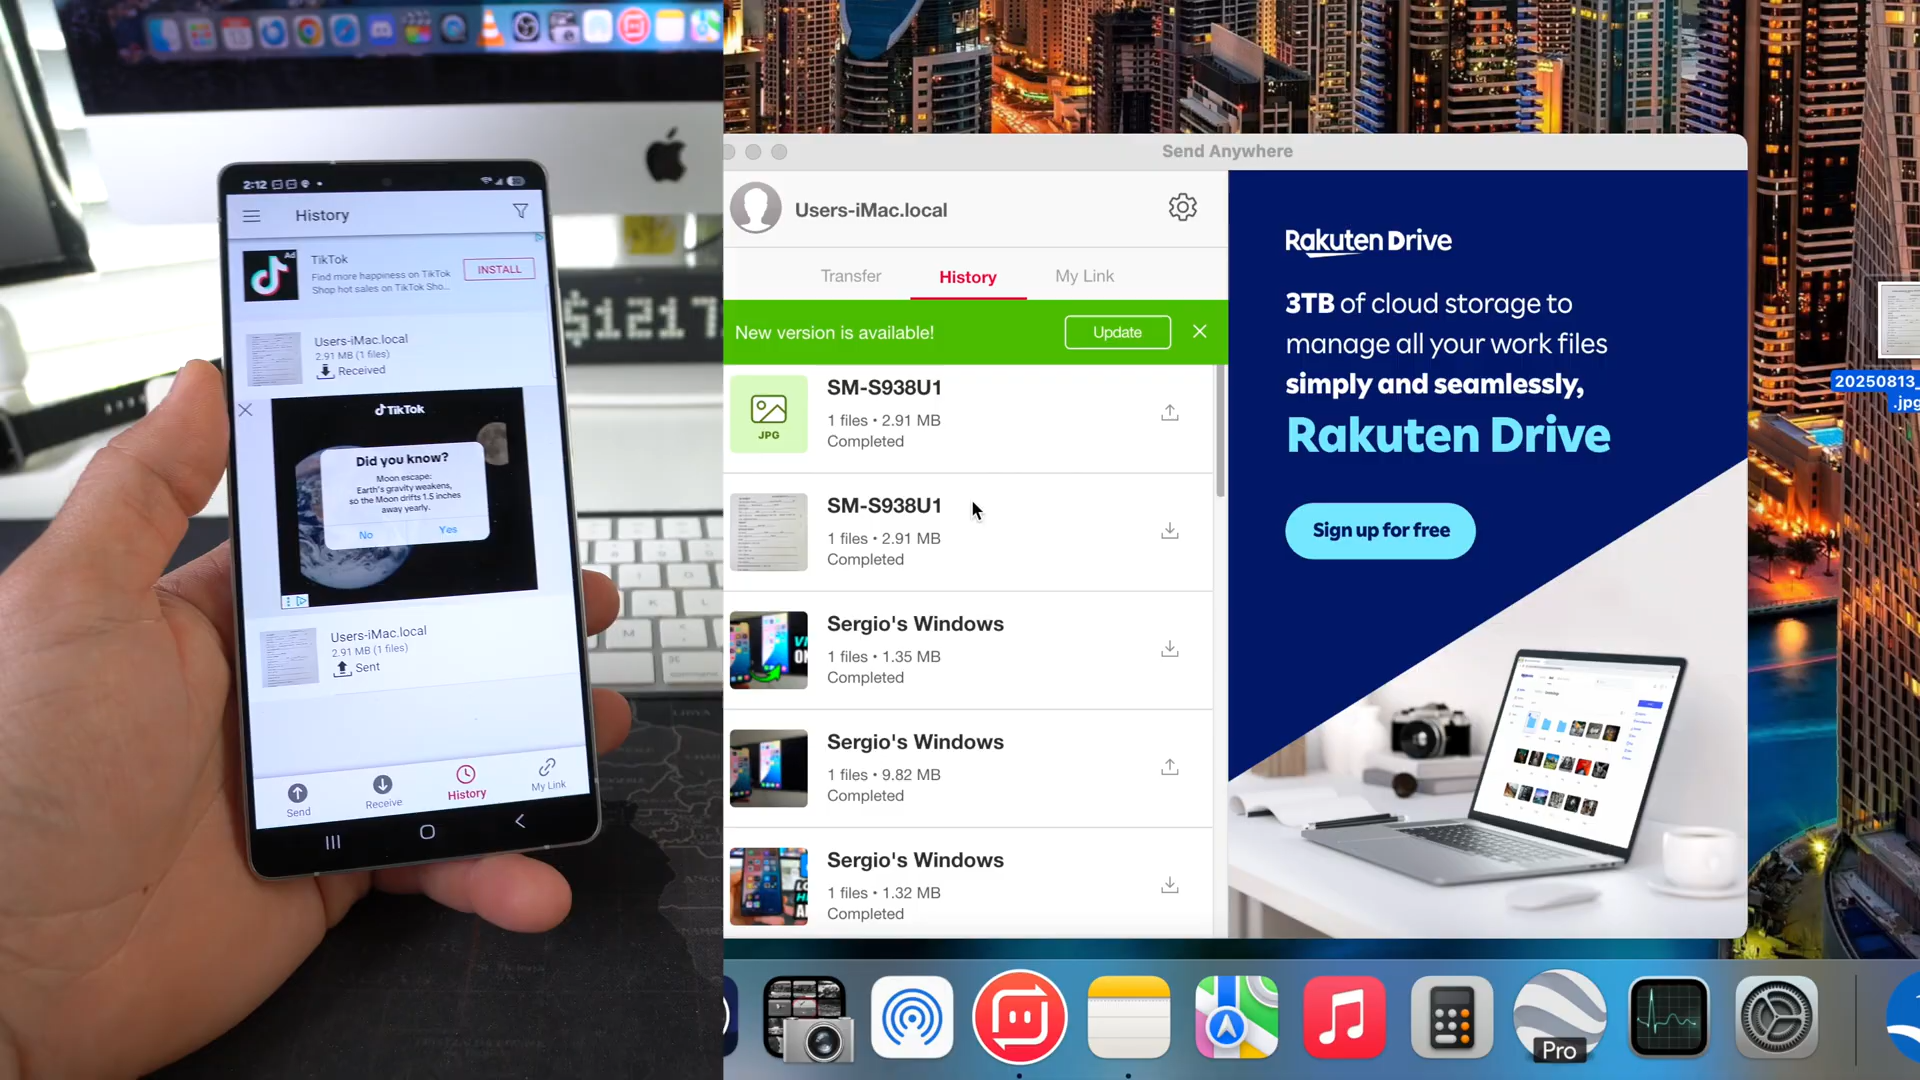 2:12
History
Ad
TikTok
Find more happiness on TikTok
Shop hot sales on TikTok Sho...
INSTALL
Users-iMac.local
2.91 MB (1 files)
Received
TikTok
Did you know?
Moon escape:
Earth's gravity weakens,
so the Moon drifts 1.5 inches
away yearly.
No
Yes
Users-iMac.local
2.91 MB (1 files)
Sent
Send
Receive
History
My Link
$1217
Send Anywhere
Users-iMac.local
Transfer
History
My Link
New version is available!
Update
JPG
SM-S938U1
1 files • 2.91 MB
Completed
SM-S938U1
1 files • 2.91 MB
Completed
Sergio's Windows
1 files • 1.35 MB
Completed
Sergio's Windows
1 files • 9.82 MB
Completed
Sergio's Windows
1 files • 1.32 MB
Completed
Rakuten Drive
3TB of cloud storage to
manage all your work files
simply and seamlessly,
Rakuten Drive
Sign up for free
20250813_
.jpg
Pro